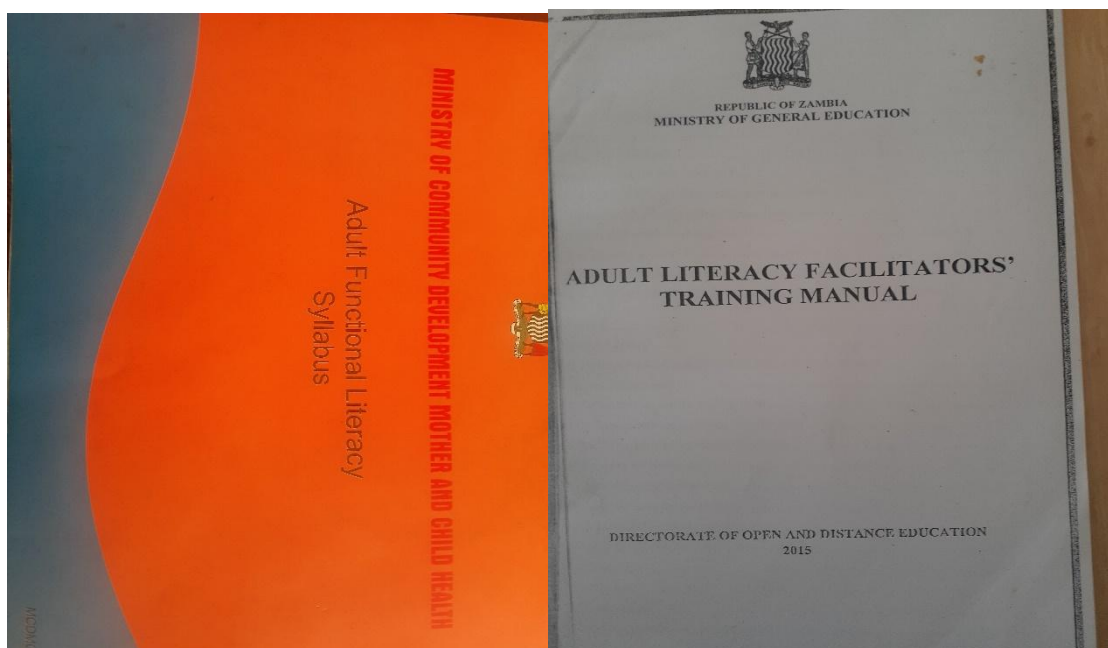 MINISTRY OF COMMUNITY DEVELOPMENT MOTHER AND CHILD HEALTH
Adult Functional Literacy
Syllabus
REPUBLIC OF ZAMBIA
MINISTRY OF GENERAL EDUCATION
ADULT LITERACY FACILITATORS'
TRAINING MANUAL
DIRECTORATE OF OPEN AND DISTANCE EDUCATION
2015